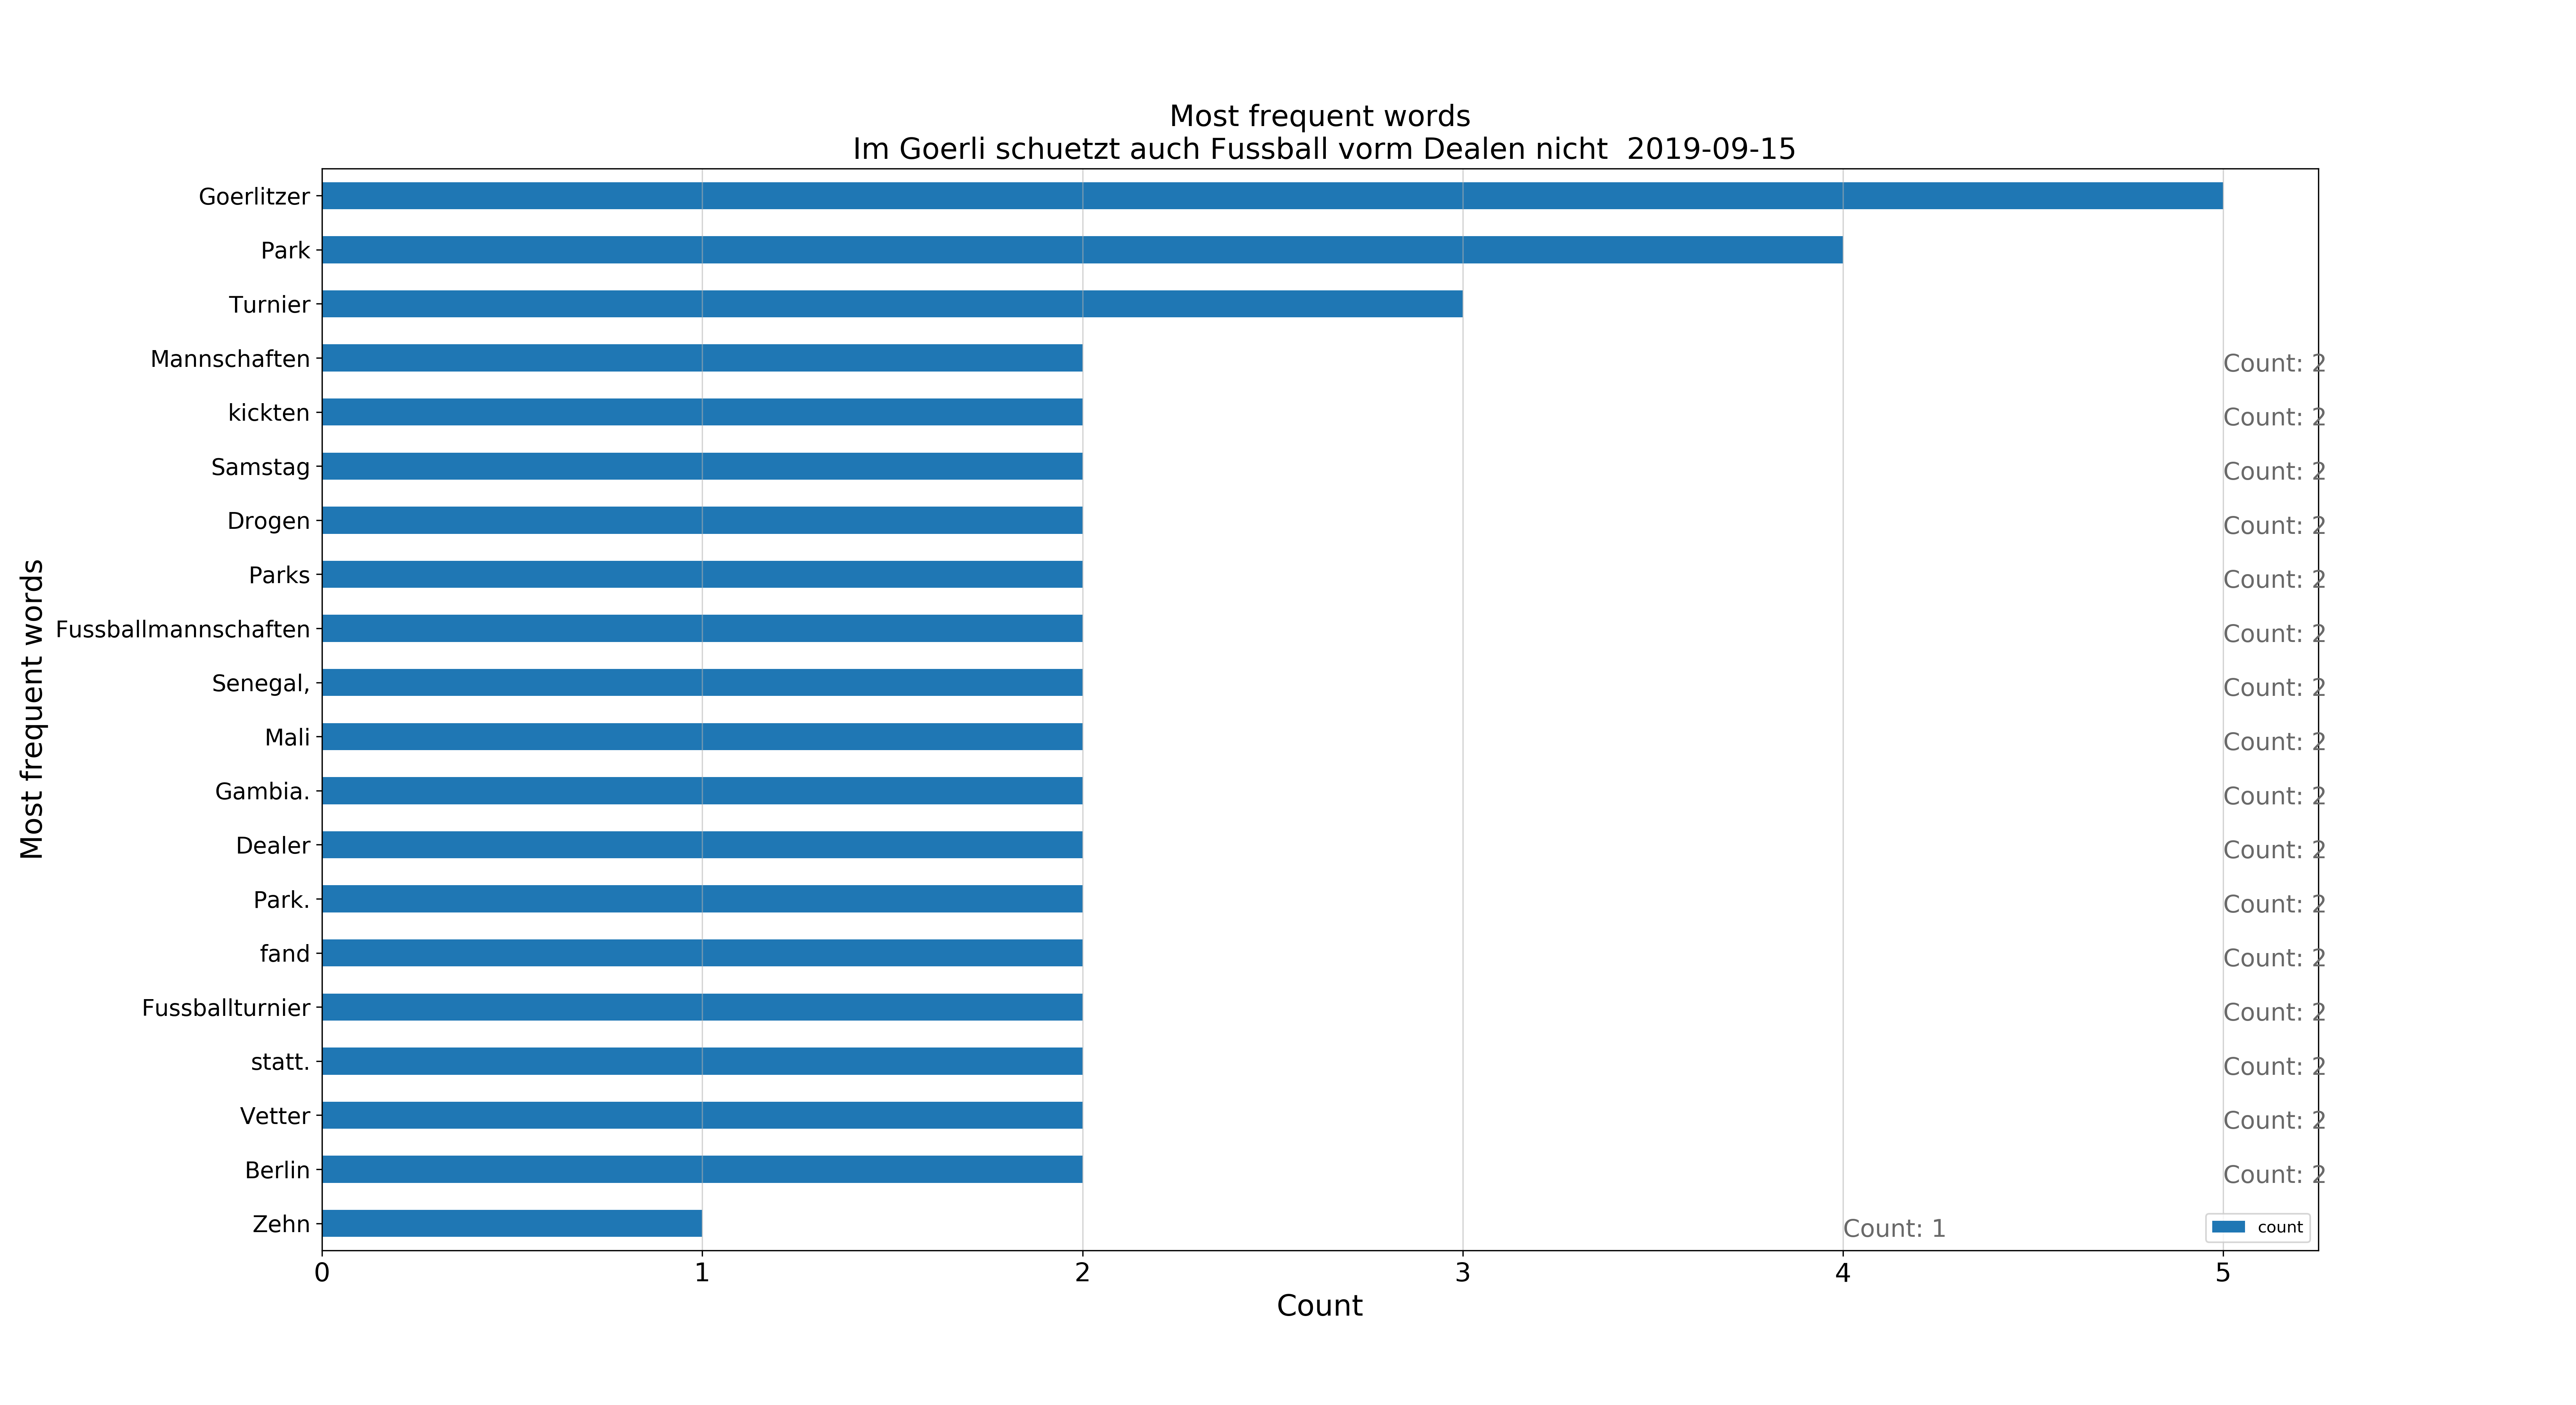 Most frequent words
Im Goerli schuetzt auch Fussball vorm Dealen nicht  2019-09-15
Most frequent words
Goerlitzer
Park
Turnier
Mannschaften Count: 2
kickten Count: 2
Samstag Count: 2
Drogen Count: 2
Parks Count: 2
Fussballmannschaften Count: 2
Senegal, Count: 2
Mali Count: 2
Gambia. Count: 2
Dealer Count: 2
Park. Count: 2
fand Count: 2
Fussballturnier Count: 2
statt. Count: 2
Vetter Count: 2
Berlin Count: 2
Zehn Count: 1
count
0 1 2 3 4 5
Count